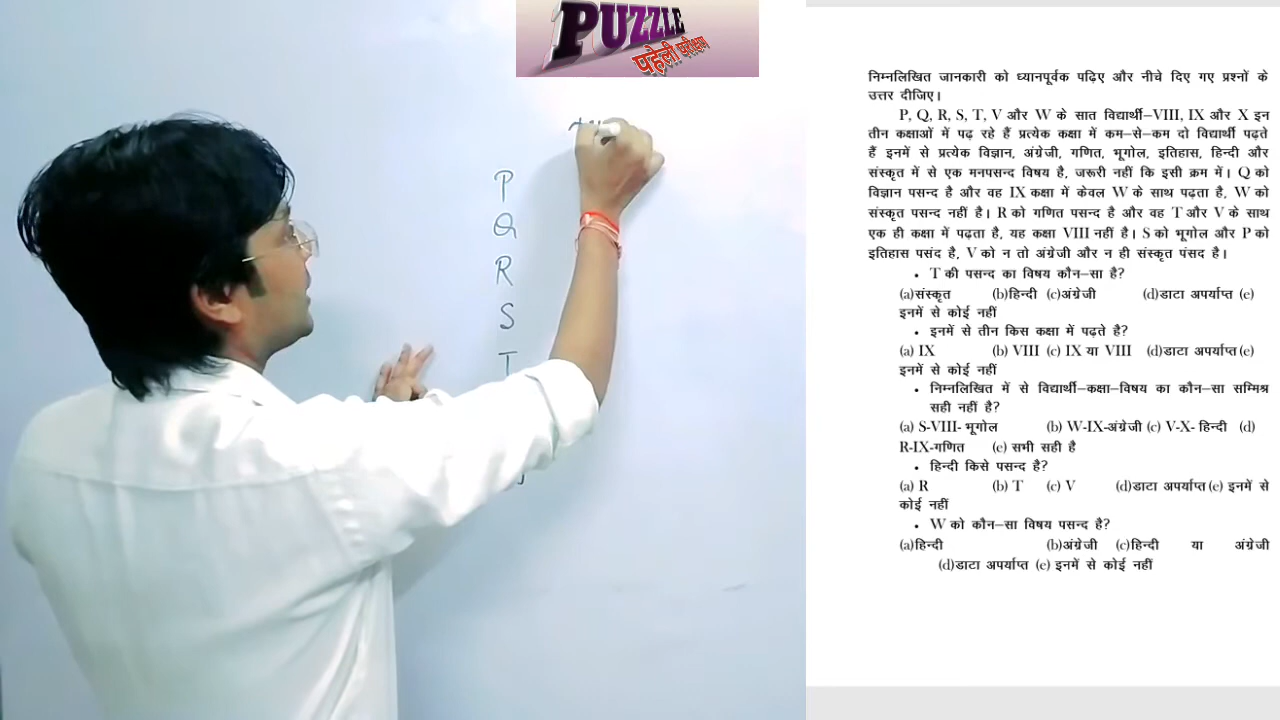 PUZZLE
पहेली परीक्षण
P
Q
R
S
T
निम्नलिखित जानकारी को ध्यानपूर्वक पढ़िए और नीचे दिए गए प्रश्नों के
उत्तर दीजिए।
P, Q, R, S, T, V और W के सात विद्यार्थी–VIII, IX और X इन
तीन कक्षाओं में पढ़ रहे हैं प्रत्येक कक्षा में कम–से–कम दो विद्यार्थी पढ़ते
हैं इनमें से प्रत्येक विज्ञान, अंग्रेजी, गणित, भूगोल, इतिहास, हिन्दी और
संस्कृत में से एक मनपसन्द विषय है, जरूरी नहीं कि इसी क्रम में। Q को
विज्ञान पसन्द है और वह IX कक्षा में केवल W के साथ पढ़ता है, W को
संस्कृत पसन्द नहीं है। R को गणित पसन्द है और वह T और V के साथ
एक ही कक्षा में पढ़ता है, यह कक्षा VIII नहीं है। S को भूगोल और P को
इतिहास पसंद है, V को न तो अंग्रेजी और न ही संस्कृत पंसद है।
• T की पसन्द का विषय कौन–सा है?
(a)संस्कृत (b)हिन्दी (c)अंग्रेजी (d)डाटा अपर्याप्त (e)
इनमें से कोई नहीं
• इनमें से तीन किस कक्षा में पढ़ते है?
(a) IX (b) VIII (c) IX या VIII (d)डाटा अपर्याप्त(e)
इनमें से कोई नहीं
• निम्नलिखित में से विद्यार्थी–कक्षा–विषय का कौन–सा सम्मिश्र
सही नहीं है?
(a) S-VIII- भूगोल (b) W-IX-अंग्रेजी (c) V-X- हिन्दी (d)
R-IX-गणित (e) सभी सही है
• हिन्दी किसे पसन्द है?
(a) R (b) T (c) V (d)डाटा अपर्याप्त(e) इनमें से
कोई नहीं
• W को कौन–सा विषय पसन्द है?
(a)हिन्दी (b)अंग्रेजी (c)हिन्दी या अंग्रेजी
(d)डाटा अपर्याप्त (e) इनमें से कोई नहीं